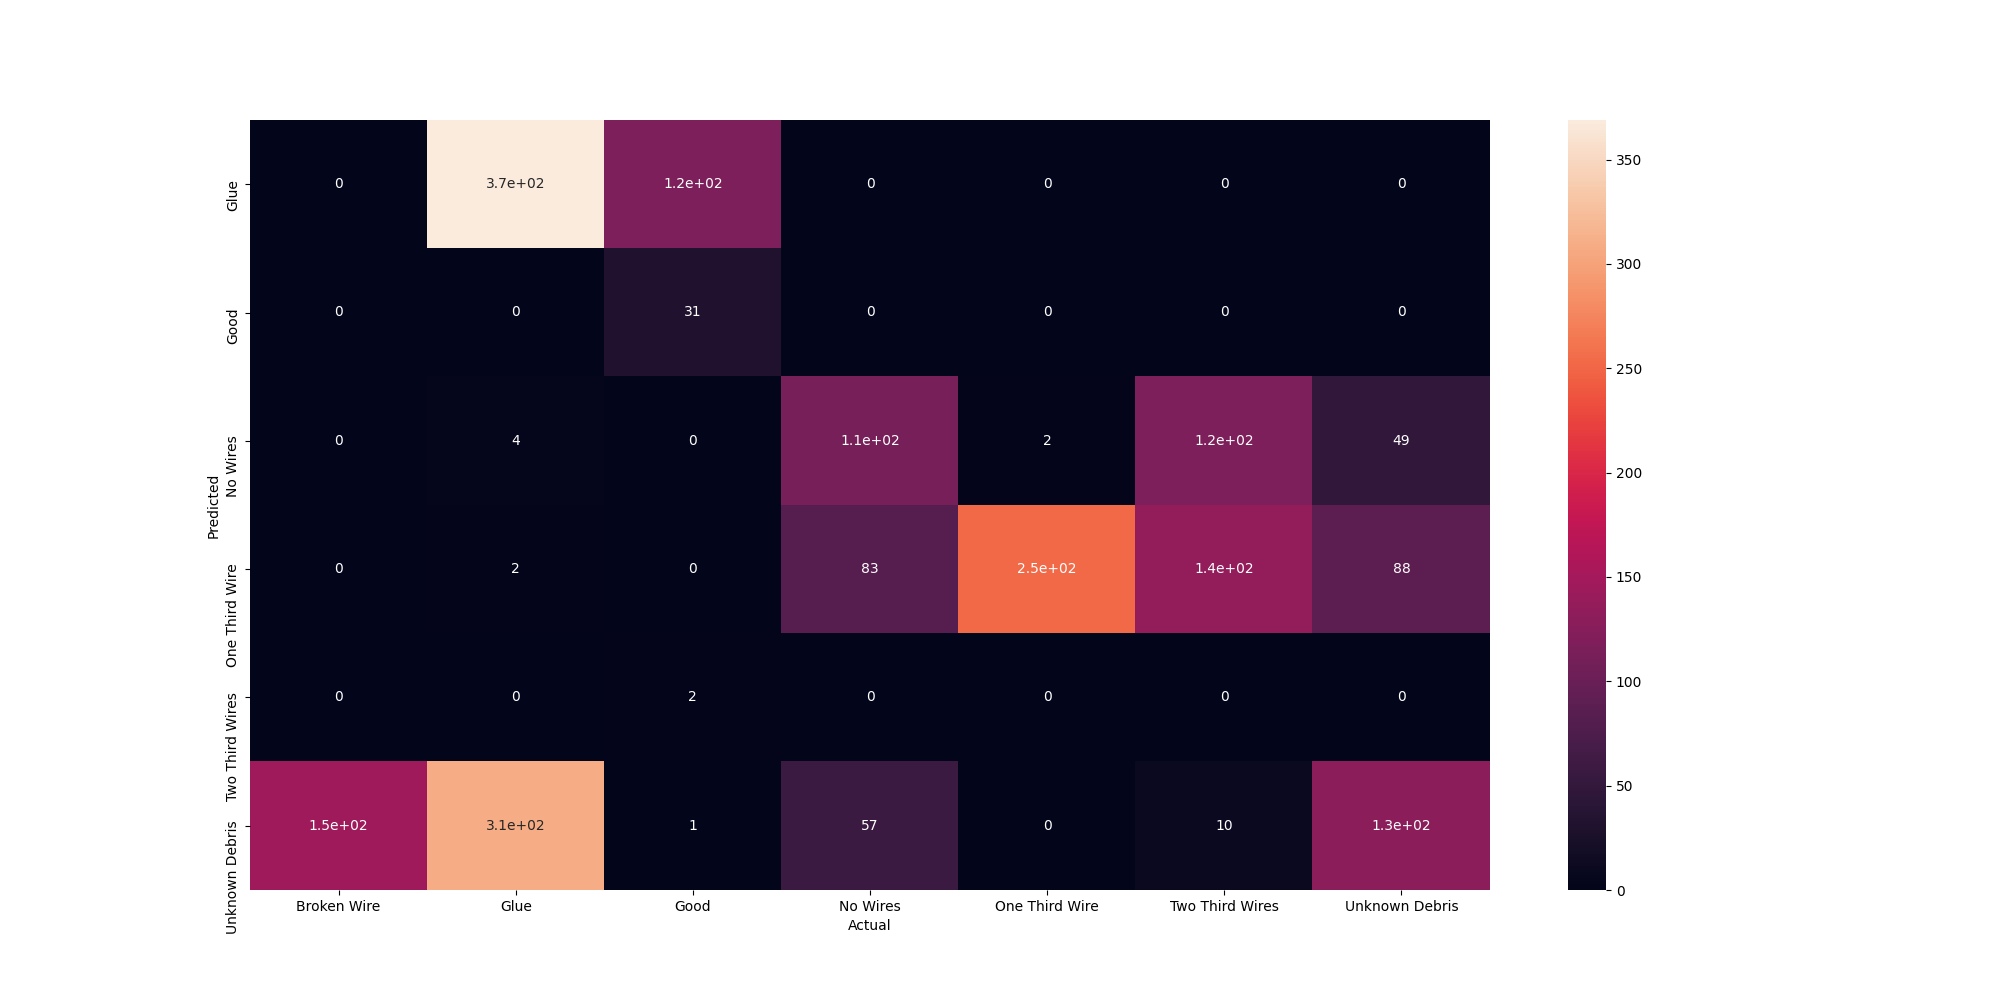 Predicted
Glue 0 3.7e+02 1.2e+02 0 0 0 0
Good 0 0 31 0 0 0 0
No Wires 0 4 0 1.1e+02 2 1.2e+02 49
One Third Wire 0 2 0 83 2.5e+02 1.4e+02 88
Two Third Wires 0 0 2 0 0 0 0
Unknown Debris 1.5e+02 3.1e+02 1 57 0 10 1.3e+02
Broken Wire Glue Good No Wires One Third Wire Two Third Wires Unknown Debris
Actual
350
300
250
200
150
100
50
0